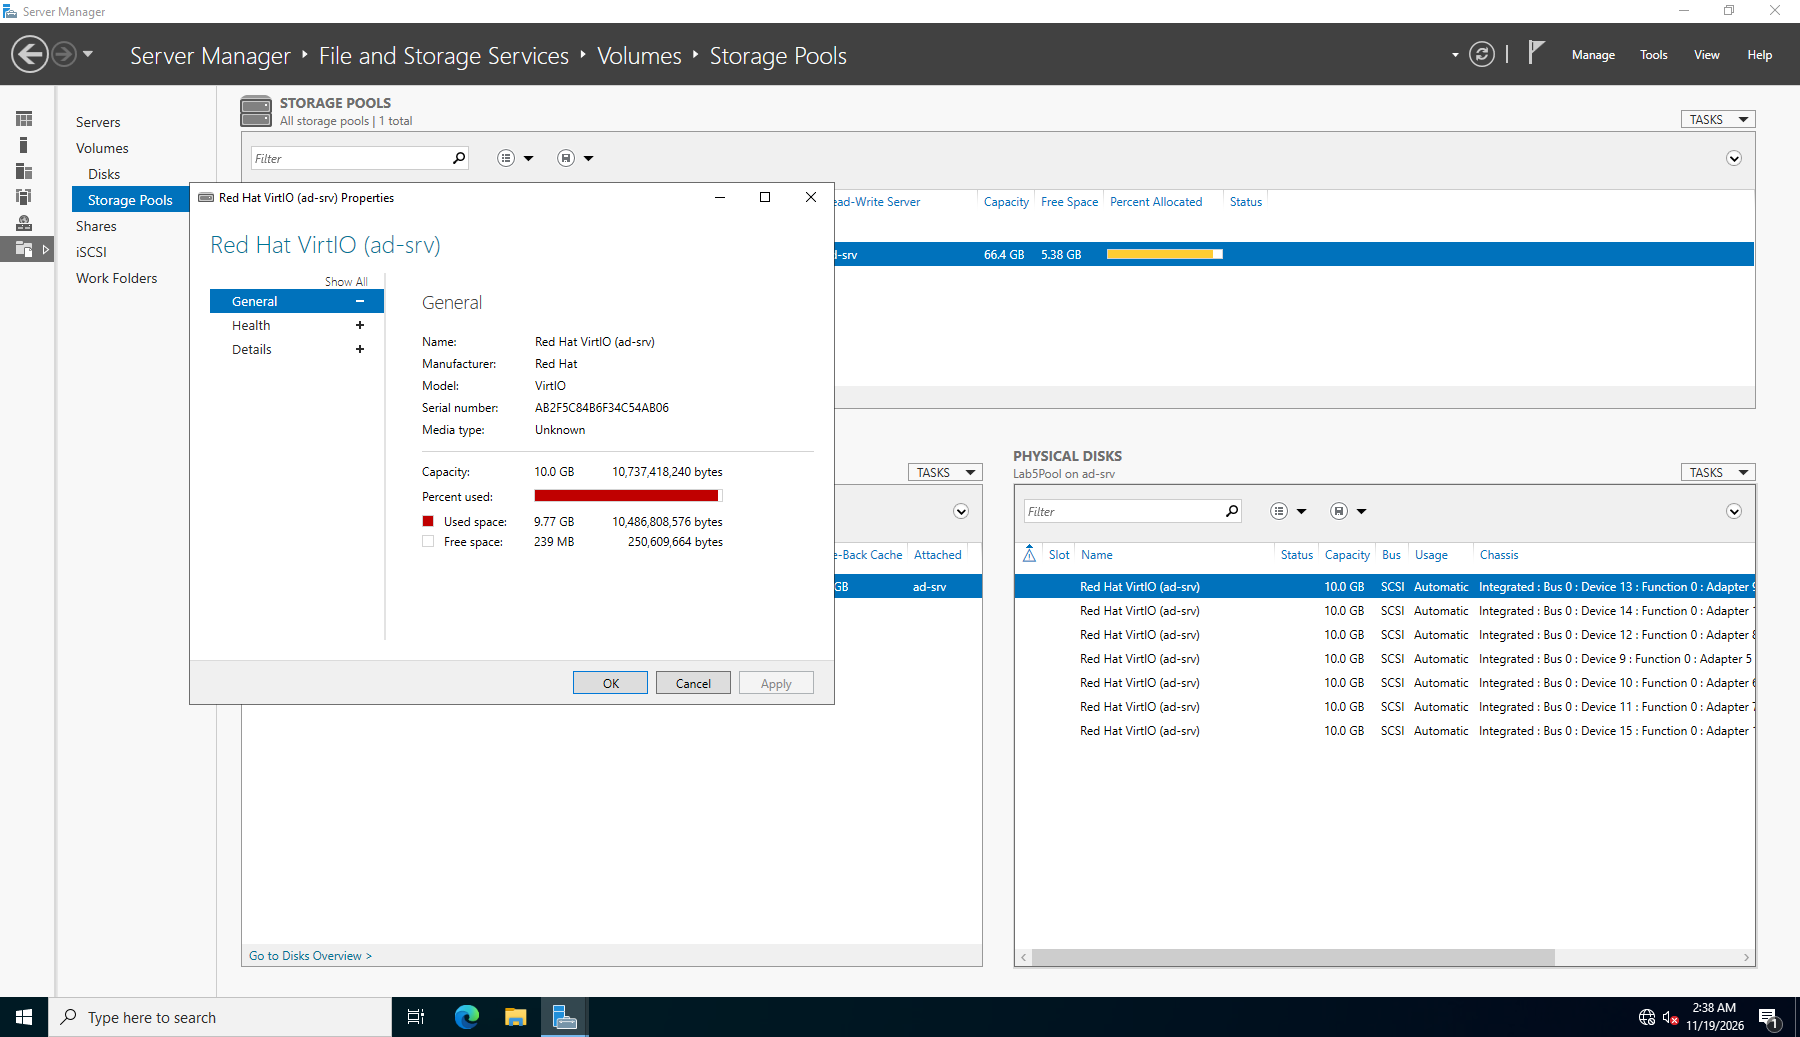 Server Manager
Server Manager ‣ File and Storage Services ‣ Volumes ‣ Storage Pools
Manage Tools View Help
Servers
Volumes
Disks
Storage Pools
Shares
iSCSI
Work Folders
STORAGE POOLS
All storage pools | 1 total
TASKS
Filter
ead-Write Server Capacity Free Space Percent Allocated Status
-srv 66.4 GB 5.38 GB
Red Hat VirtIO (ad-srv) Properties
Red Hat VirtIO (ad-srv)
Show All
General
Health
Details
General
Name: Red Hat VirtIO (ad-srv)
Manufacturer: Red Hat
Model: VirtIO
Serial number: AB2F5C84B6F34C54AB06
Media type: Unknown
Capacity: 10.0 GB 10,737,418,240 bytes
Percent used:
Used space: 9.77 GB 10,486,808,576 bytes
Free space: 239 MB 250,609,664 bytes
OK Cancel Apply
TASKS
e-Back Cache Attached
GB ad-srv
Go to Disks Overview >
PHYSICAL DISKS
Lab5Pool on ad-srv
TASKS
Filter
Slot Name Status Capacity Bus Usage Chassis
Red Hat VirtIO (ad-srv) 10.0 GB SCSI Automatic Integrated : Bus 0 : Device 13 : Function 0 : Adapter 9
Red Hat VirtIO (ad-srv) 10.0 GB SCSI Automatic Integrated : Bus 0 : Device 14 : Function 0 : Adapter 1
Red Hat VirtIO (ad-srv) 10.0 GB SCSI Automatic Integrated : Bus 0 : Device 12 : Function 0 : Adapter 8
Red Hat VirtIO (ad-srv) 10.0 GB SCSI Automatic Integrated : Bus 0 : Device 9 : Function 0 : Adapter 5
Red Hat VirtIO (ad-srv) 10.0 GB SCSI Automatic Integrated : Bus 0 : Device 10 : Function 0 : Adapter 6
Red Hat VirtIO (ad-srv) 10.0 GB SCSI Automatic Integrated : Bus 0 : Device 11 : Function 0 : Adapter 7
Red Hat VirtIO (ad-srv) 10.0 GB SCSI Automatic Integrated : Bus 0 : Device 15 : Function 0 : Adapter 1
Type here to search
2:38 AM
11/19/2026
1